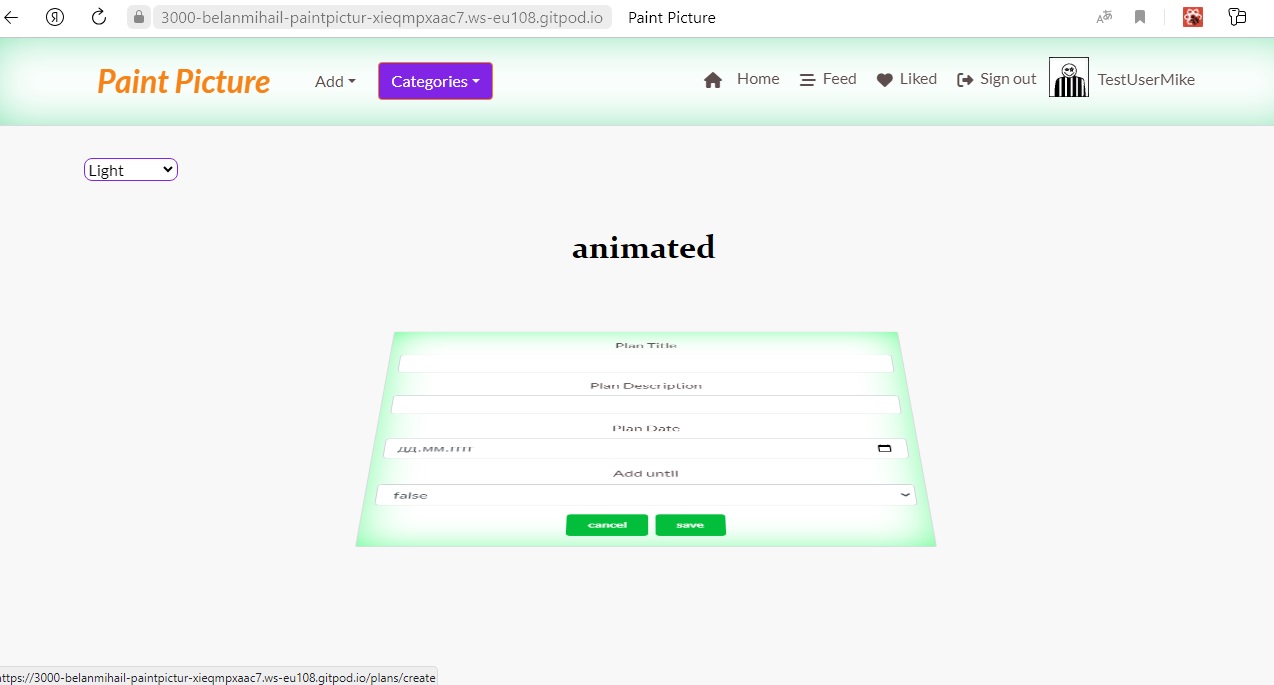 3000-belanmihail-paintpictur-xieqmpxaac7.ws-eu108.gitpod.io Paint Picture
Paint Picture Add Categories Home Feed Liked Sign out TestUserMike
Light
animated
Plan Title
Plan Description
Plan Date
ДД.ММ.ГГГГ
Add until
false
cancel save
https://3000-belanmihail-paintpictur-xieqmpxaac7.ws-eu108.gitpod.io/plans/create